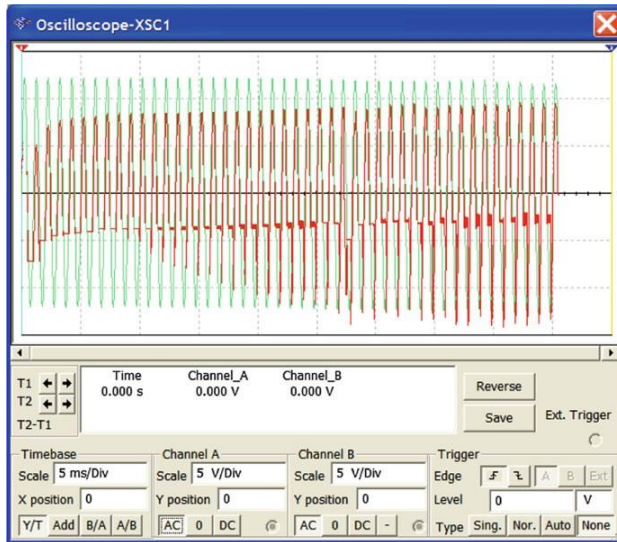 Oscilloscope-XSC1
Time Channel_A Channel_B
T1 0.000 s 0.000 V 0.000 V
T2
T2-T1
Reverse
Save
Ext. Trigger
Timebase
Scale 5 ms/Div
X position 0
Y/T Add B/A A/B
Channel A
Scale 5 V/Div
Y position 0
AC 0 DC
Channel B
Scale 5 V/Div
Y position 0
AC 0 DC -
Trigger
Edge A B Ext
Level 0 V
Type Sing. Nor. Auto None